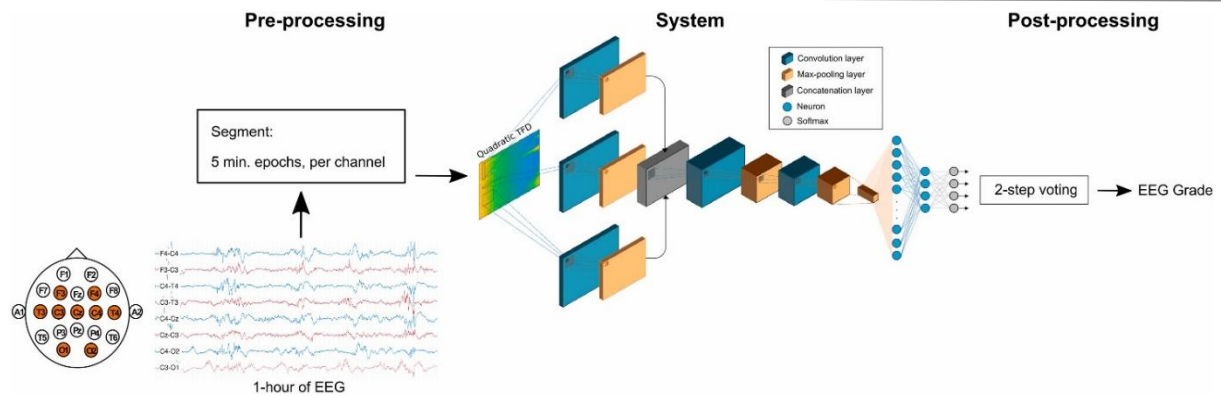 Pre-processing
System
Post-processing
Segment:
5 min. epochs, per channel
Quadratic TFD
Convolution layer
Max-pooling layer
Concatenation layer
Neuron
Softmax
2-step voting
EEG Grade
F1 F2
F7 F3 Fz F4 F8
A1 T3 C3 Cz C4 T4 A2
T5 P3 Pz P4 T6
O1 O2
F4-C4
F3-C3
C4-T4
C3-T3
C4-Cz
Cz-C3
C4-O2
C3-O1
1-hour of EEG